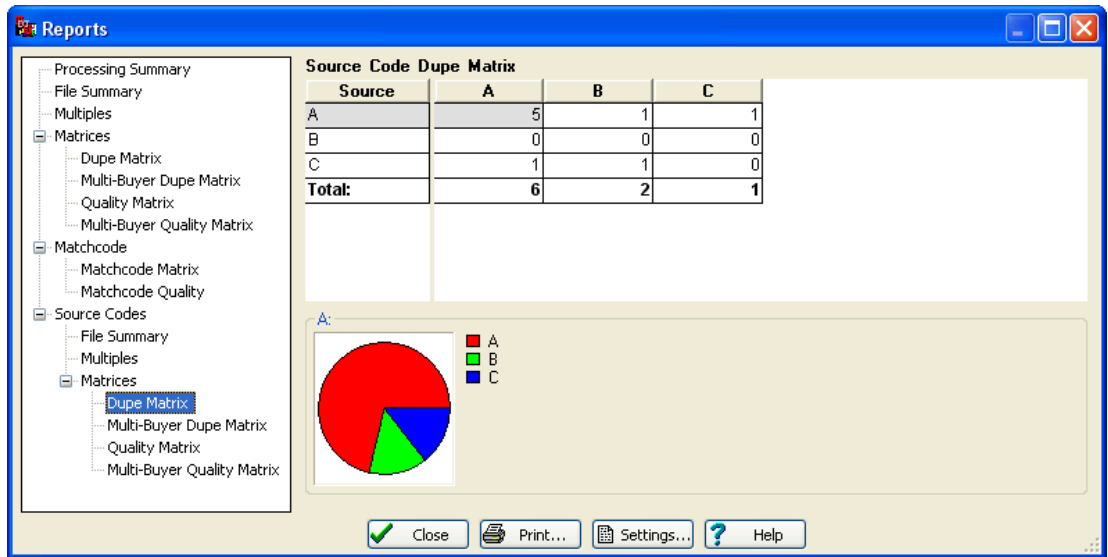 Reports
Processing Summary
File Summary
Multiples
Matrices
Dupe Matrix
Multi-Buyer Dupe Matrix
Quality Matrix
Multi-Buyer Quality Matrix
Matchcode
Matchcode Matrix
Matchcode Quality
Source Codes
File Summary
Multiples
Matrices
Dupe Matrix
Multi-Buyer Dupe Matrix
Quality Matrix
Multi-Buyer Quality Matrix
Source Code Dupe Matrix
Source A B C
A 5 1 1
B 0 0 0
C 1 1 0
Total: 6 2 1
A:
A
B
C
Close Print... Settings... Help